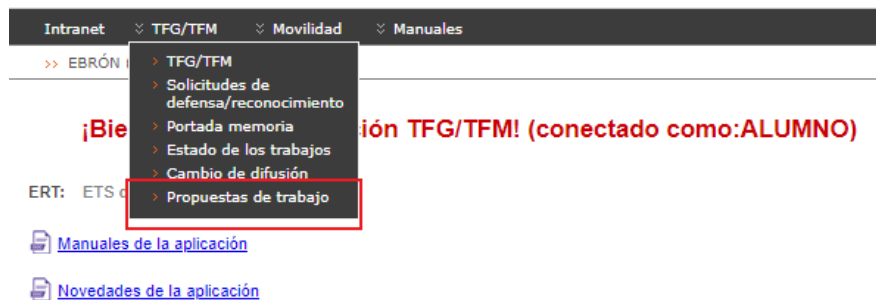 Intranet TFG/TFM Movilidad Manuales
>> EBRÓN
> TFG/TFM
> Solicitudes de
defensa/reconocimiento
> Portada memoria
> Estado de los trabajos
> Cambio de difusión
> Propuestas de trabajo
¡Bie ión TFG/TFM! (conectado como:ALUMNO)
ERT: ETS
Manuales de la aplicación
Novedades de la aplicación